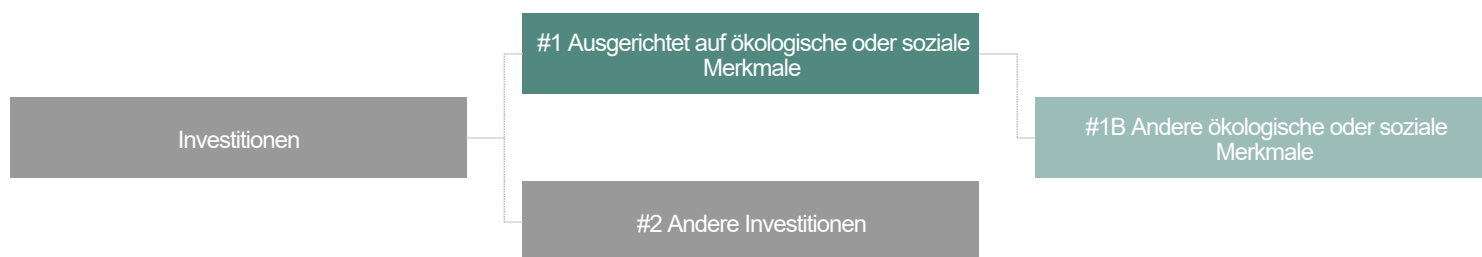 #1 Ausgerichtet auf ökologische oder soziale
Merkmale
Investitionen
#1B Andere ökologische oder soziale
Merkmale
#2 Andere Investitionen